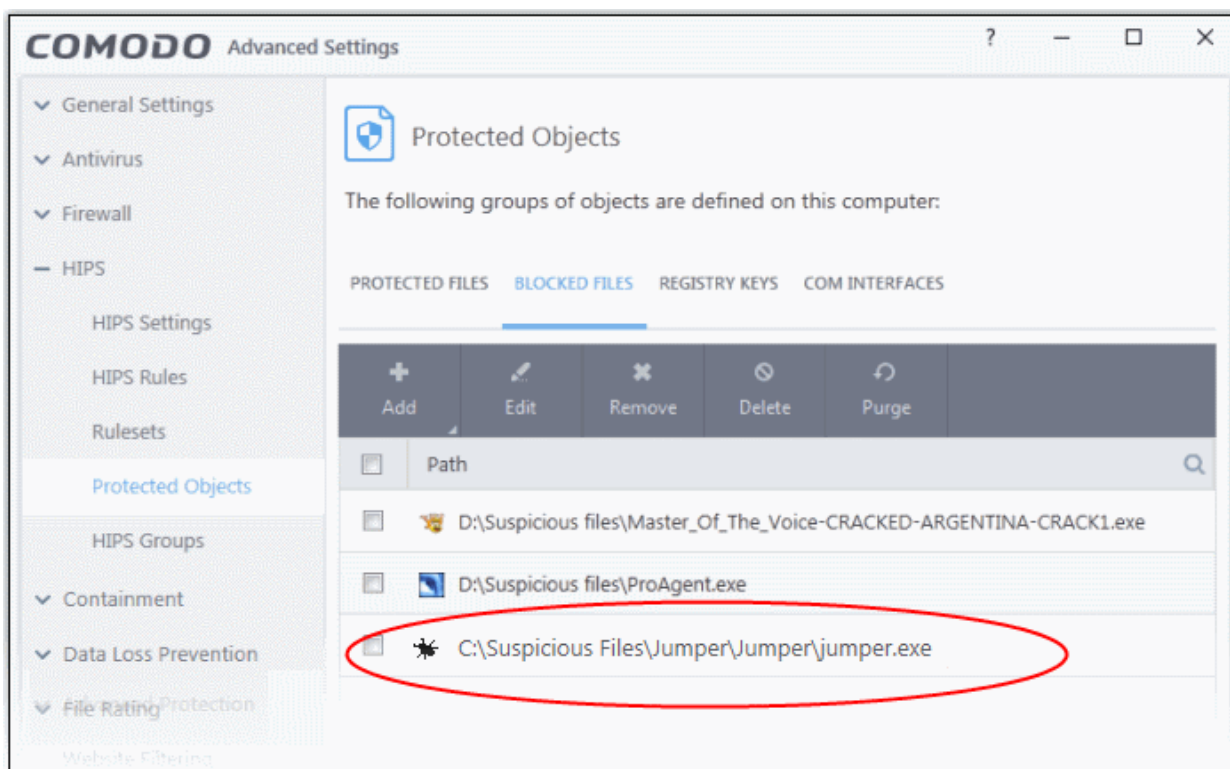 COMODO Advanced Settings ?
General Settings
Antivirus
Firewall
HIPS
HIPS Settings
HIPS Rules
Rulesets
Protected Objects
HIPS Groups
Containment
Data Loss Prevention
File Rating
Protection
Website Filtering
Protected Objects
The following groups of objects are defined on this computer:
PROTECTED FILES BLOCKED FILES REGISTRY KEYS COM INTERFACES
Add Edit Remove Delete Purge
Path
D:\Suspicious files\Master_Of_The_Voice-CRACKED-ARGENTINA-CRACK1.exe
D:\Suspicious files\ProAgent.exe
C:\Suspicious Files\Jumper\Jumper\jumper.exe